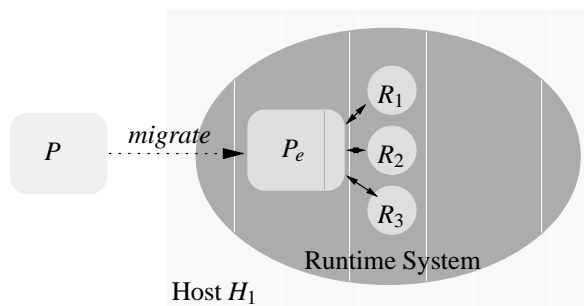 P
migrate
P_e
R_1
R_2
R_3
Runtime System
Host H_1